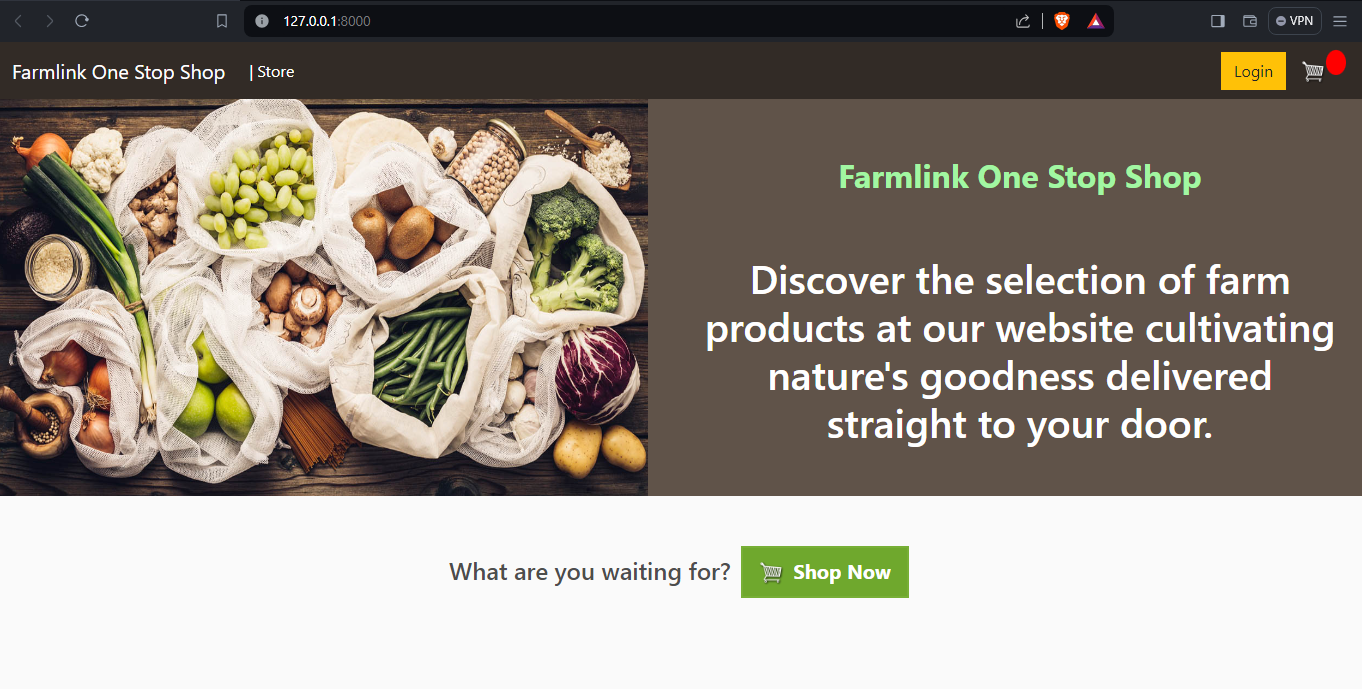 127.0.0.1:8000
VPN
Farmlink One Stop Shop | Store
Login
Farmlink One Stop Shop
Discover the selection of farm
products at our website cultivating
nature's goodness delivered
straight to your door.
What are you waiting for? Shop Now